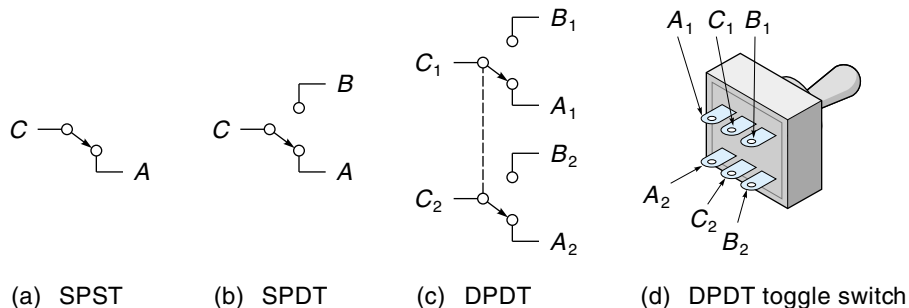 C
A
(a) SPST
C
B
A
(b) SPDT
C₁
B₁
A₁
C₂
B₂
A₂
(c) DPDT
A₁ C₁ B₁
A₂
C₂
B₂
(d) DPDT toggle switch